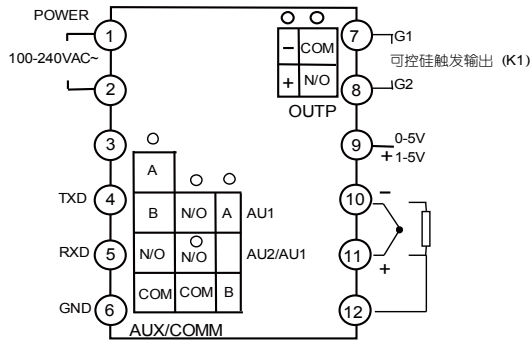 POWER
1
100-240VAC~
2
3
TXD 4
RXD 5
GND 6
A
B N/O A AU1
N/O N/O AU2/AU1
COM COM B
AUX/COMM
− COM
+ N/O
OUTP
7 G1
可控硅触发输出 (K1)
8 G2
9 0-5V
+ 1-5V
10 −
11 +
12